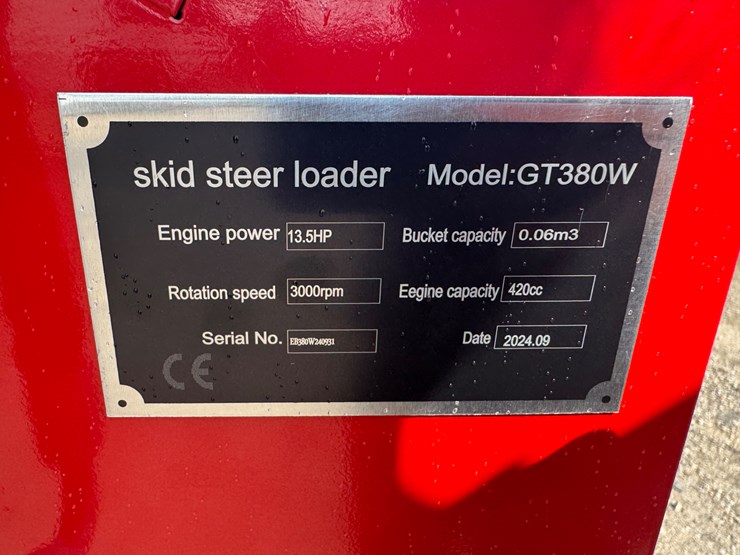 skid steer loader Model:GT380W
Engine power 13.5HP Bucket capacity 0.06m3
Rotation speed 3000rpm Eegine capacity 420cc
Serial No. EB380W240931 Date 2024.09
CE